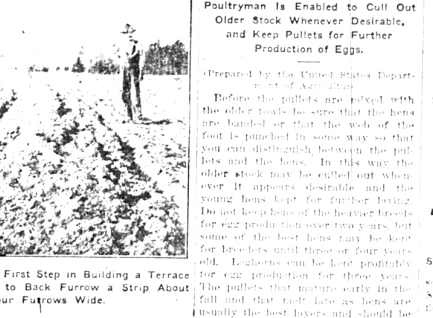 First Step in Building a Terrace
to Back Furrow a Strip About
our Furrows Wide.
Poultryman Is Enabled to Cull Out
Older Stock Whenever Desirable,
and Keep Pullets for Further
Production of Eggs.
(Prepared by the United States Depart-
ment of Agriculture)
Before the pullets are mixed with
the older fowls be sure that the hens
are banded or that the web of the
foot is punched in some way so that
you can distinguish between the pul-
lets and the hens. In this way the
older stock may be culled out when-
ever it appears desirable and the
young hens kept for further laying.
Do not keep hens of the heavier breeds
for egg production over two years, but
some of the best hens may be kept
for breeders until three or four years
old. Leghorns can be kept profitably
for egg production for three years.
The pullets that mature early in the
fall and that molt late as hens are
usually the best layers and should be